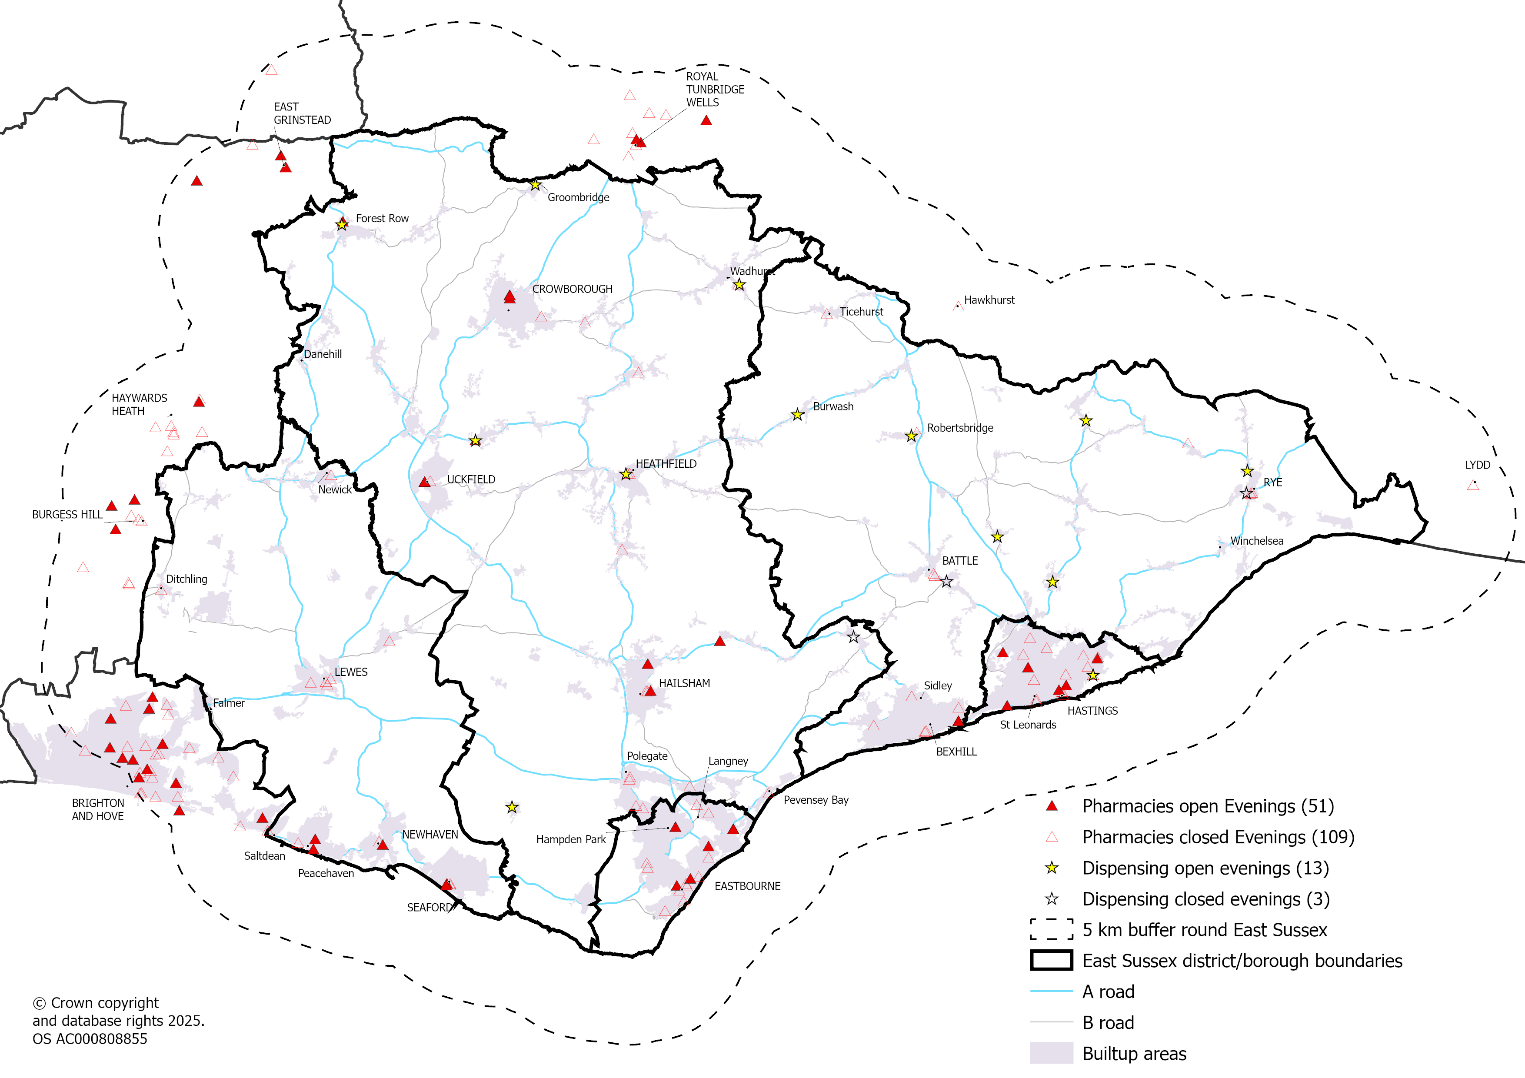 ROYAL
TUNBRIDGE
WELLS
EAST
GRINSTEAD
Groombridge
Forest Row
Wadhurst
CROWBOROUGH
Hawkhurst
Ticehurst
Danehill
HAYWARDS
HEATH
Burwash
Robertsbridge
HEATHFIELD
LYDD
UCKFIELD
RYE
Newick
BURGESS HILL
Winchelsea
BATTLE
Ditchling
LEWES
HAILSHAM
Sidley
Falmer
HASTINGS
St Leonards
BEXHILL
Polegate
Langney
BRIGHTON
AND HOVE
Pevensey Bay
NEWHAVEN
Hampden Park
Saltdean
Peacehaven
EASTBOURNE
SEAFORD
Pharmacies open Evenings (51)
Pharmacies closed Evenings (109)
Dispensing open evenings (13)
Dispensing closed evenings (3)
5 km buffer round East Sussex
East Sussex district/borough boundaries
A road
B road
Builtup areas
© Crown copyright
and database rights 2025.
OS AC000808855